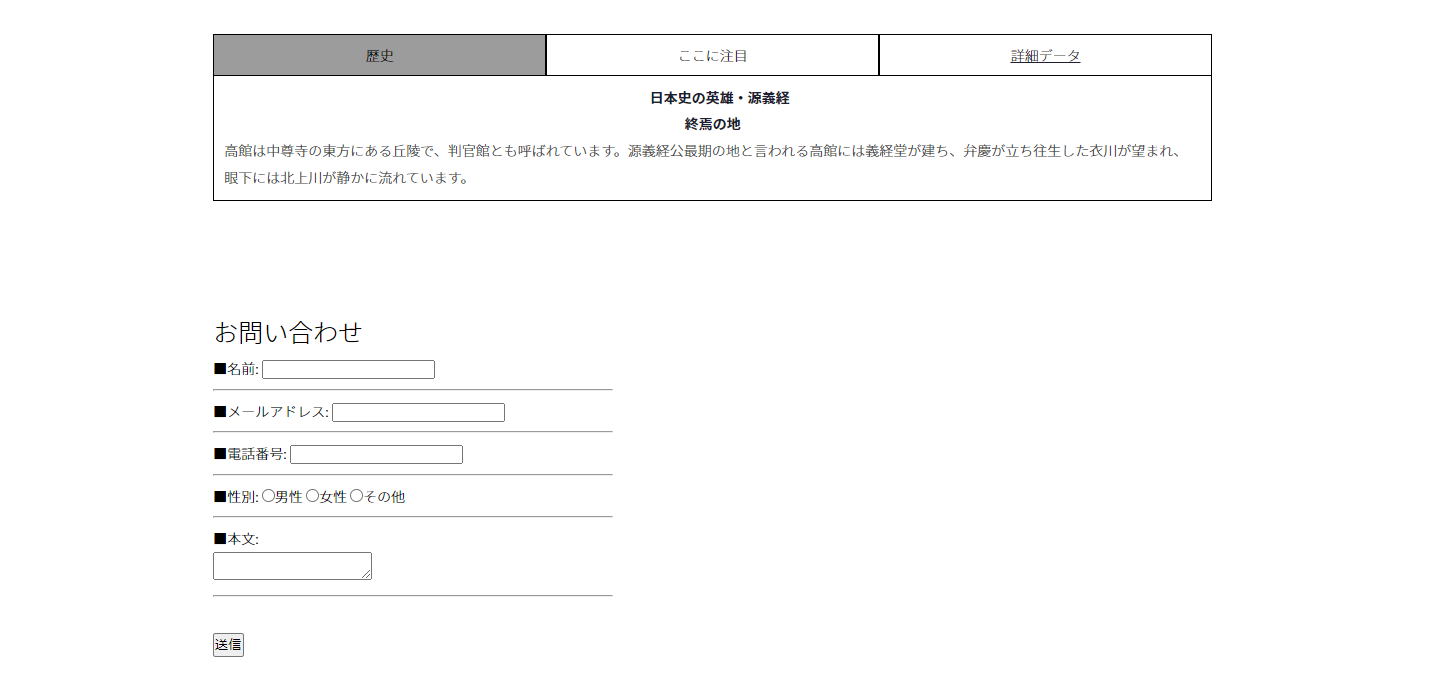 歴史 ここに注目 詳細データ
日本史の英雄・源義経
終焉の地
高館は中尊寺の東方にある丘陵で、判官館とも呼ばれています。源義経公最期の地と言われる高館には義経堂が建ち、弁慶が立ち往生した衣川が望まれ、
眼下には北上川が静かに流れています。
お問い合わせ
■名前:
■メールアドレス:
■電話番号:
■性別: 男性 女性 その他
■本文:
送信